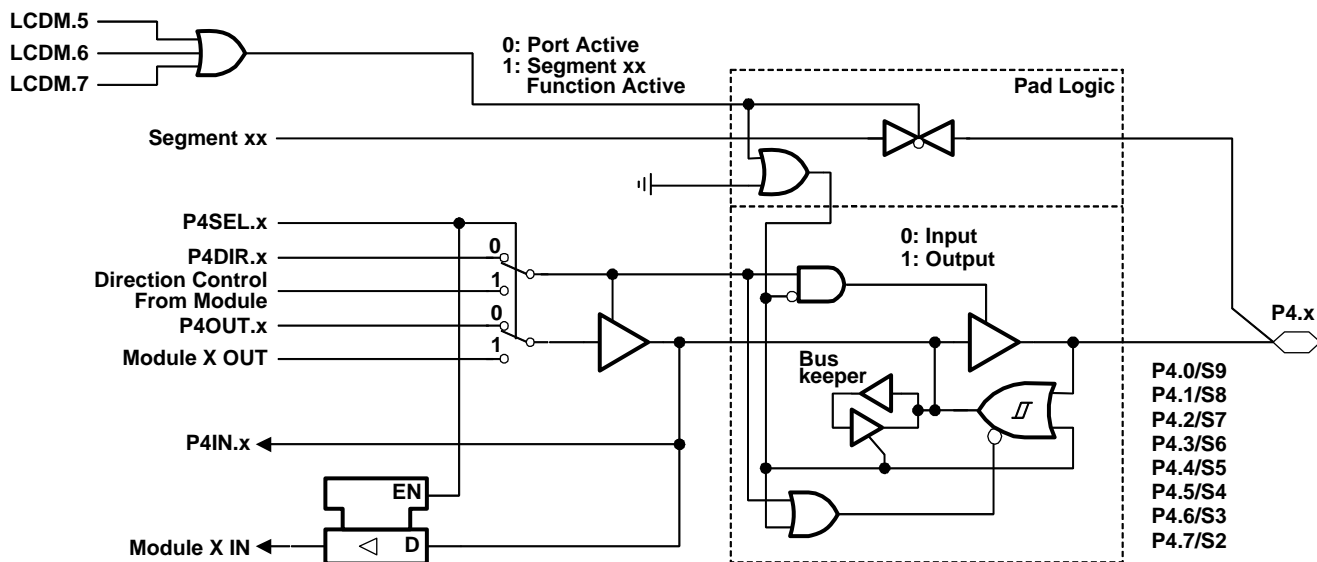 LCDM.5
LCDM.6
LCDM.7
0: Port Active
1: Segment xx
Function Active
Pad Logic
Segment xx
P4SEL.x
P4DIR.x
0
Direction Control
From Module
1
P4OUT.x
0
Module X OUT
1
0: Input
1: Output
P4.x
Bus
keeper
P4.0/S9
P4.1/S8
P4.2/S7
P4.3/S6
P4.4/S5
P4.5/S4
P4.6/S3
P4.7/S2
P4IN.x
EN
Module X IN
D